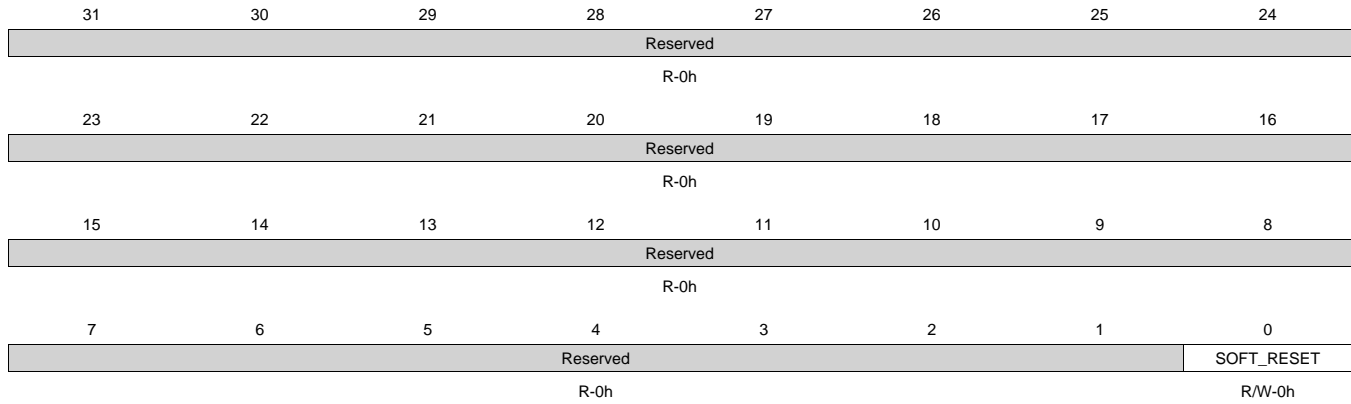 31 30 29 28 27 26 25 24
Reserved
R-0h
23 22 21 20 19 18 17 16
Reserved
R-0h
15 14 13 12 11 10 9 8
Reserved
R-0h
7 6 5 4 3 2 1 0
Reserved SOFT_RESET
R-0h R/W-0h